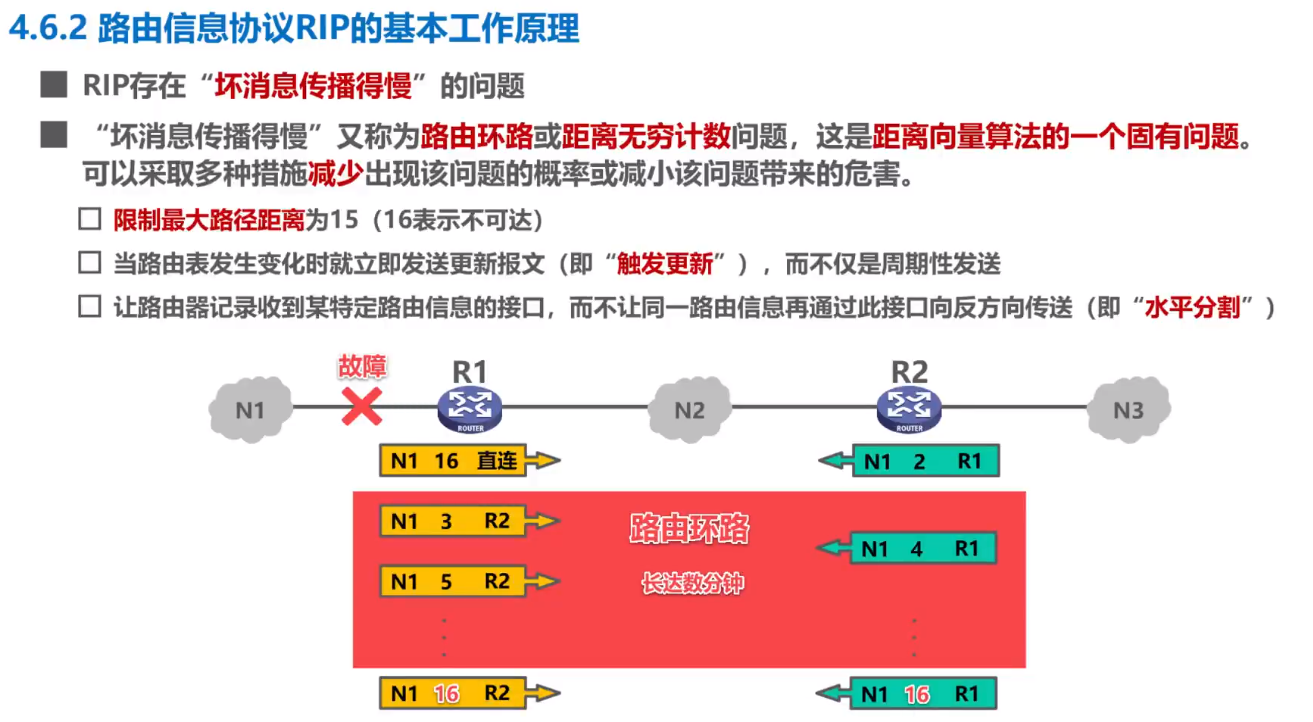 4.6.2 路由信息协议RIP的基本工作原理
RIP存在“坏消息传播得慢”的问题
“坏消息传播得慢”又称为路由环路或距离无穷计数问题，这是距离向量算法的一个固有问题。
可以采取多种措施减少出现该问题的概率或减小该问题带来的危害。
限制最大路径距离为15（16表示不可达）
当路由表发生变化时就立即发送更新报文（即“触发更新”），而不仅是周期性发送
让路由器记录收到某特定路由信息的接口，而不让同一路由信息再通过此接口向反方向传送（即“水平分割”）
故障 R1 R2
N1 N2 N3
ROUTER ROUTER
N1 16 直连 N1 2 R1
N1 3 R2 路由环路
N1 4 R1
N1 5 R2 长达数分钟
N1 16 R2 N1 16 R1